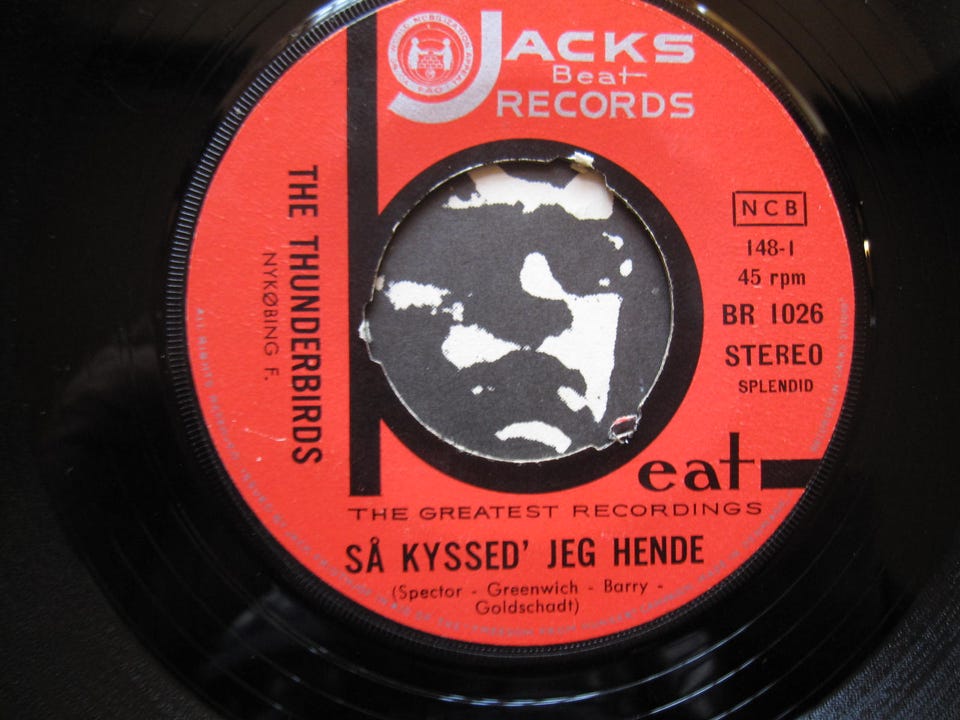 JACKS
Beat
RECORDS
THE THUNDERBIRDS
NYKØBING F.
NCB
148-1
45 rpm
BR 1026
STEREO
SPLENDID
beat
THE GREATEST RECORDINGS
SÅ KYSSED' JEG HENDE
(Spector - Greenwich - Barry -
Goldschadt)